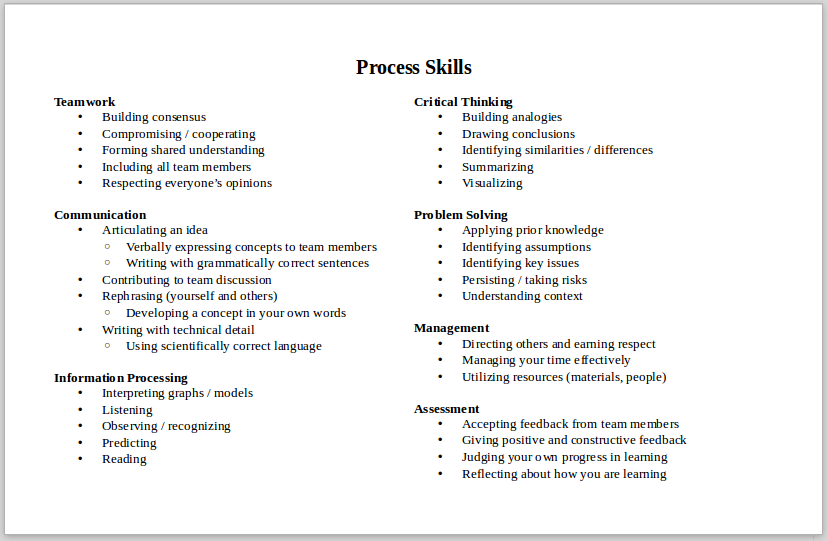 Process Skills
Teamwork
• Building consensus
• Compromising / cooperating
• Forming shared understanding
• Including all team members
• Respecting everyone’s opinions
Communication
• Articulating an idea
○ Verbally expressing concepts to team members
○ Writing with grammatically correct sentences
• Contributing to team discussion
• Rephrasing (yourself and others)
○ Developing a concept in your own words
• Writing with technical detail
○ Using scientifically correct language
Information Processing
• Interpreting graphs / models
• Listening
• Observing / recognizing
• Predicting
• Reading
Critical Thinking
• Building analogies
• Drawing conclusions
• Identifying similarities / differences
• Summarizing
• Visualizing
Problem Solving
• Applying prior knowledge
• Identifying assumptions
• Identifying key issues
• Persisting / taking risks
• Understanding context
Management
• Directing others and earning respect
• Managing your time effectively
• Utilizing resources (materials, people)
Assessment
• Accepting feedback from team members
• Giving positive and constructive feedback
• Judging your own progress in learning
• Reflecting about how you are learning